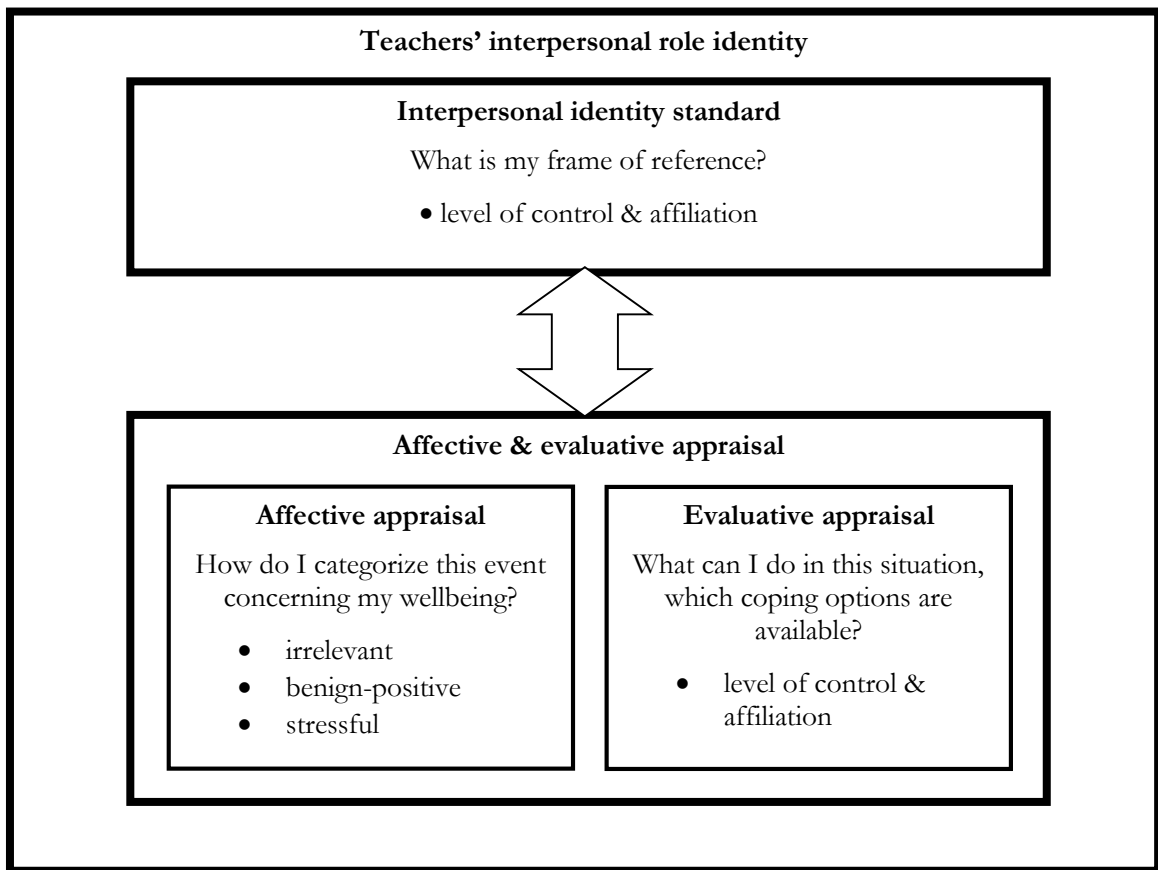 Teachers’ interpersonal role identity
Interpersonal identity standard
What is my frame of reference?
• level of control & affiliation
Affective & evaluative appraisal
Affective appraisal
How do I categorize this event
concerning my wellbeing?
• irrelevant
• benign-positive
• stressful
Evaluative appraisal
What can I do in this situation,
which coping options are
available?
• level of control &
affiliation